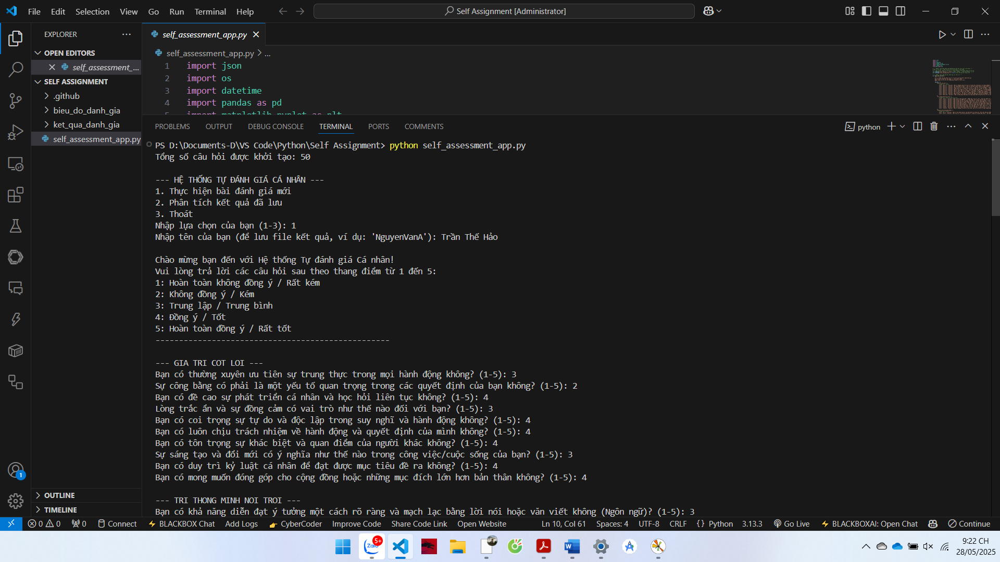 File Edit Selection View Go Run Terminal Help
Self Assignment [Administrator]
EXPLORER
OPEN EDITORS
self_assessment_...
SELF ASSIGNMENT
.github
bieu_do_danh_gia
ket_qua_danh_gia
self_assessment_app.py
OUTLINE
TIMELINE
self_assessment_app.py
self_assessment_app.py > ...
1 import json
2 import os
3 import datetime
4 import pandas as pd
5 import matplotlib.pyplot as plt
PROBLEMS OUTPUT DEBUG CONSOLE TERMINAL PORTS COMMENTS
python
PS D:\Documents-D\VS Code\Python\Self Assignment> python self_assessment_app.py
Tổng số câu hỏi được khởi tạo: 50
--- HỆ THỐNG TỰ ĐÁNH GIÁ CÁ NHÂN ---
1. Thực hiện bài đánh giá mới
2. Phân tích kết quả đã lưu
3. Thoát
Nhập lựa chọn của bạn (1-3): 1
Nhập tên của bạn (để lưu file kết quả, ví dụ: 'NguyenVanA'): Trần Thế Hảo
Chào mừng bạn đến với Hệ thống Tự đánh giá Cá nhân!
Vui lòng trả lời các câu hỏi sau theo thang điểm từ 1 đến 5:
1: Hoàn toàn không đồng ý / Rất kém
2: Không đồng ý / Kém
3: Trung lập / Trung bình
4: Đồng ý / Tốt
5: Hoàn toàn đồng ý / Rất tốt
--------------------------------------------------
--- GIA TRI COT LOI ---
Bạn có thường xuyên ưu tiên sự trung thực trong mọi hành động không? (1-5): 3
Sự công bằng có phải là một yếu tố quan trọng trong các quyết định của bạn không? (1-5): 2
Bạn có đề cao sự phát triển cá nhân và học hỏi liên tục không? (1-5): 4
Lòng trắc ẩn và sự đồng cảm có vai trò như thế nào đối với bạn? (1-5): 3
Bạn có coi trọng sự tự do và độc lập trong suy nghĩ và hành động không? (1-5): 4
Bạn có luôn chịu trách nhiệm về hành động và quyết định của mình không? (1-5): 4
Bạn có tôn trọng sự khác biệt và quan điểm của người khác không? (1-5): 4
Sự sáng tạo và đổi mới có ý nghĩa như thế nào trong công việc/cuộc sống của bạn? (1-5): 3
Bạn có duy trì kỷ luật cá nhân để đạt được mục tiêu đề ra không? (1-5): 4
Bạn có mong muốn đóng góp cho cộng đồng hoặc những mục đích lớn hơn bản thân không? (1-5): 4
--- TRI THONG MINH NOI TROI ---
Bạn có khả năng diễn đạt ý tưởng một cách rõ ràng và mạch lạc bằng lời nói hoặc văn viết không (Ngôn ngữ)? (1-5): 3
1
0 0 0 Connect BLACKBOX Chat Add Logs CyberCoder Improve Code Share Code Link Open Website Ln 10, Col 61 Spaces: 4 UTF-8 CRLF {} Python 3.13.3 Go Live BLACKBOXAI: Open Chat Continue
Zalo 5+
9:22 CH
28/05/2025